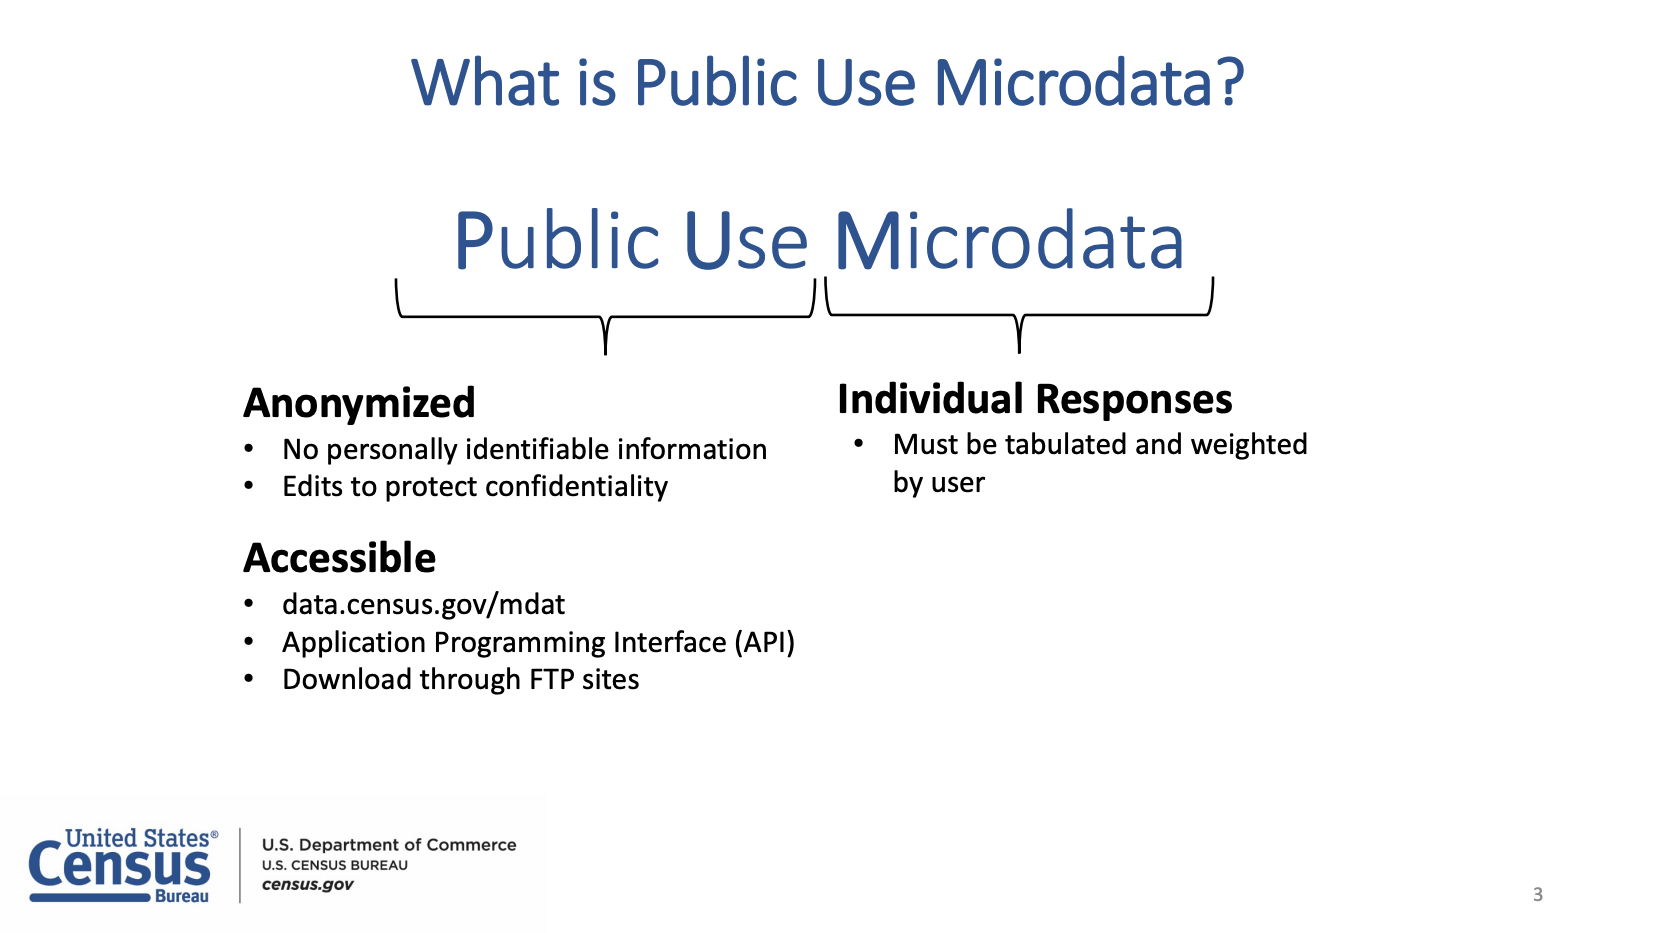 What is Public Use Microdata?
Public Use Microdata
Anonymized
• No personally identifiable information
• Edits to protect confidentiality
Accessible
• data.census.gov/mdat
• Application Programming Interface (API)
• Download through FTP sites
Individual Responses
• Must be tabulated and weighted
by user
United States®
Census
Bureau
U.S. Department of Commerce
U.S. CENSUS BUREAU
census.gov
3